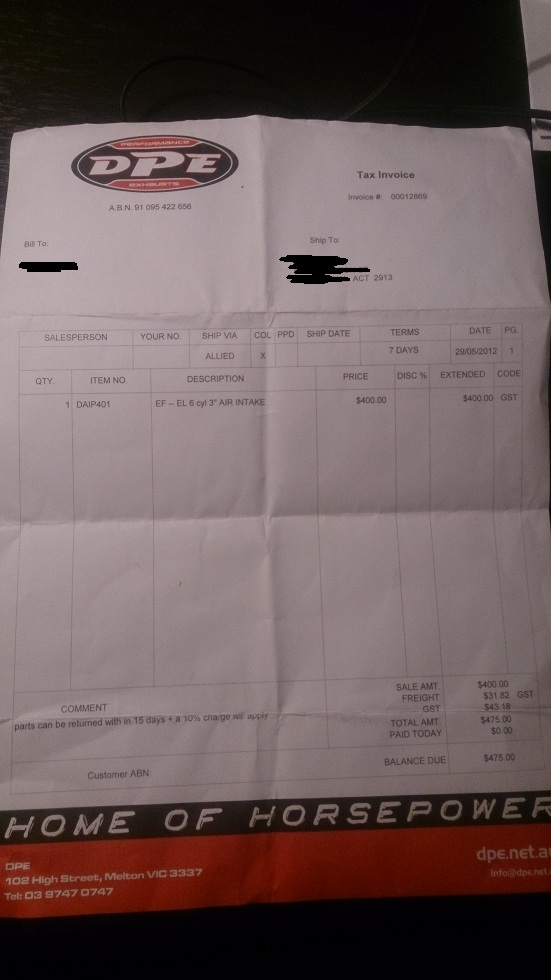 PERFORMANCE
DPE
EXHAUSTS
A.B.N. 91 095 422 656
Tax Invoice
Invoice #: 00012869
Bill To:
Ship To:
ACT 2913
SALESPERSON YOUR NO. SHIP VIA COL PPD SHIP DATE TERMS DATE PG.
ALLIED X 7 DAYS 29/05/2012 1
QTY. ITEM NO. DESCRIPTION PRICE DISC % EXTENDED CODE
1 DAIP401 EF -- EL 6 cyl 3" AIR INTAKE $400.00 $400.00 GST
SALE AMT. $400.00
FREIGHT $31.82 GST
GST $43.18
TOTAL AMT. $475.00
PAID TODAY $0.00
BALANCE DUE $475.00
COMMENT
parts can be returned with in 15 days + a 10% charge will apply
Customer ABN:
HOME OF HORSEPOWER
DPE
102 High Street, Melton VIC 3337
Tel: 03 9747 0747
dpe.net.a
info@dpe.net.